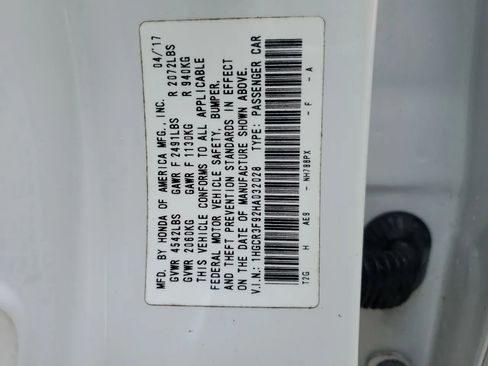 MFD. BY HONDA OF AMERICA MFG., INC. 04/'17
GVWR 4542LBS GAWR F 2491LBS R 2072LBS
GVWR 2060KG GAWR F 1130KG R 940KG
THIS VEHICLE CONFORMS TO ALL APPLICABLE
FEDERAL MOTOR VEHICLE SAFETY, BUMPER,
AND THEFT PREVENTION STANDARDS IN EFFECT
ON THE DATE OF MANUFACTURE SHOWN ABOVE.
V.I.N.: 1HGCR3F92HA032028 TYPE: PASSENGER CAR
T2G H AE9 - NH788PX - F - A